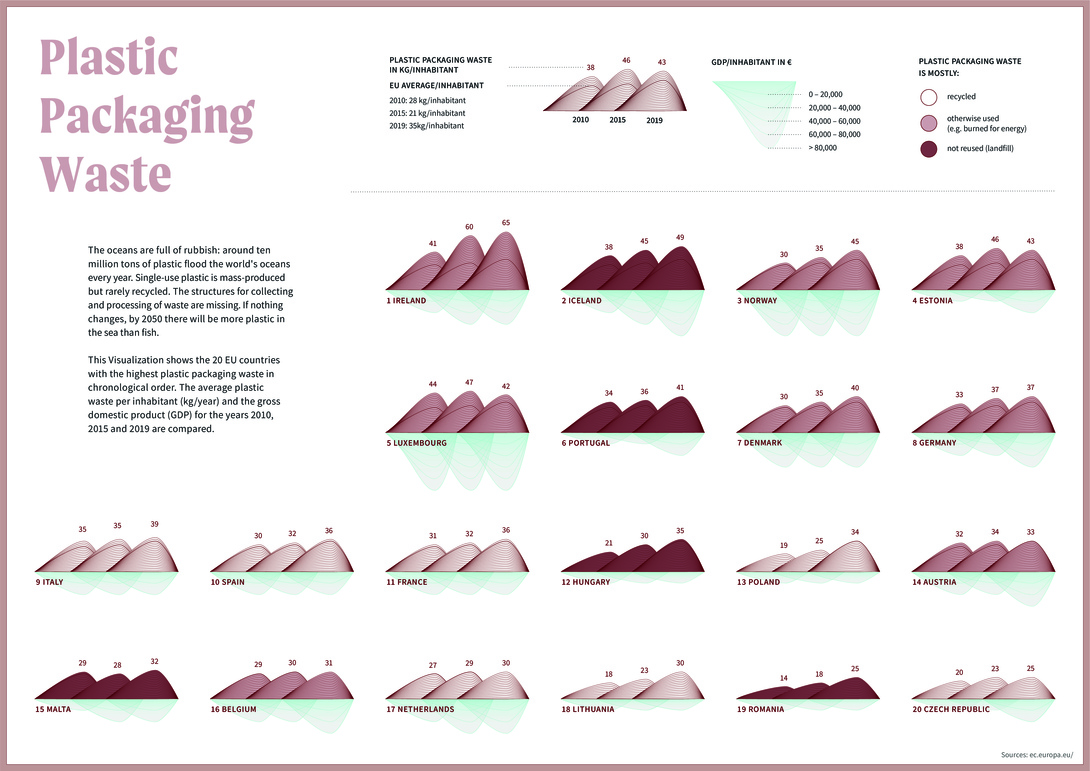 Plastic
Packaging
Waste
PLASTIC PACKAGING WASTE
IN KG/INHABITANT
EU AVERAGE/INHABITANT
2010: 28 kg/inhabitant
2015: 21 kg/inhabitant
2019: 35kg/inhabitant
38
46
43
2010
2015
2019
GDP/INHABITANT IN €
0 – 20,000
20,000 – 40,000
40,000 – 60,000
60,000 – 80,000
> 80,000
PLASTIC PACKAGING WASTE
IS MOSTLY:
recycled
otherwise used
(e.g. burned for energy)
not reused (landfill)
The oceans are full of rubbish: around ten
million tons of plastic flood the world's oceans
every year. Single-use plastic is mass-produced
but rarely recycled. The structures for collecting
and processing of waste are missing. If nothing
changes, by 2050 there will be more plastic in
the sea than fish.
This Visualization shows the 20 EU countries
with the highest plastic packaging waste in
chronological order. The average plastic
waste per inhabitant (kg/year) and the gross
domestic product (GDP) for the years 2010,
2015 and 2019 are compared.
41
60
65
1 IRELAND
38
45
49
2 ICELAND
30
35
45
3 NORWAY
38
46
43
4 ESTONIA
44
47
42
5 LUXEMBOURG
34
36
41
6 PORTUGAL
30
35
40
7 DENMARK
33
37
37
8 GERMANY
35
35
39
9 ITALY
30
32
36
10 SPAIN
31
32
36
11 FRANCE
21
30
35
12 HUNGARY
19
25
34
13 POLAND
32
34
33
14 AUSTRIA
29
28
32
15 MALTA
29
30
31
16 BELGIUM
27
29
30
17 NETHERLANDS
18
23
30
18 LITHUANIA
14
18
25
19 ROMANIA
20
23
25
20 CZECH REPUBLIC
Sources: ec.europa.eu/